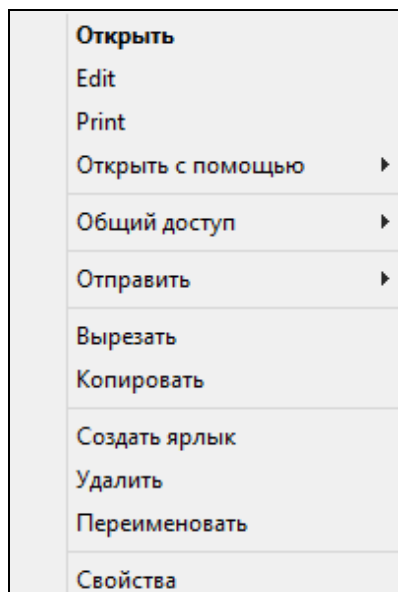 Открыть
Edit
Print
Открыть с помощью
Общий доступ
Отправить
Вырезать
Копировать
Создать ярлык
Удалить
Переименовать
Свойства